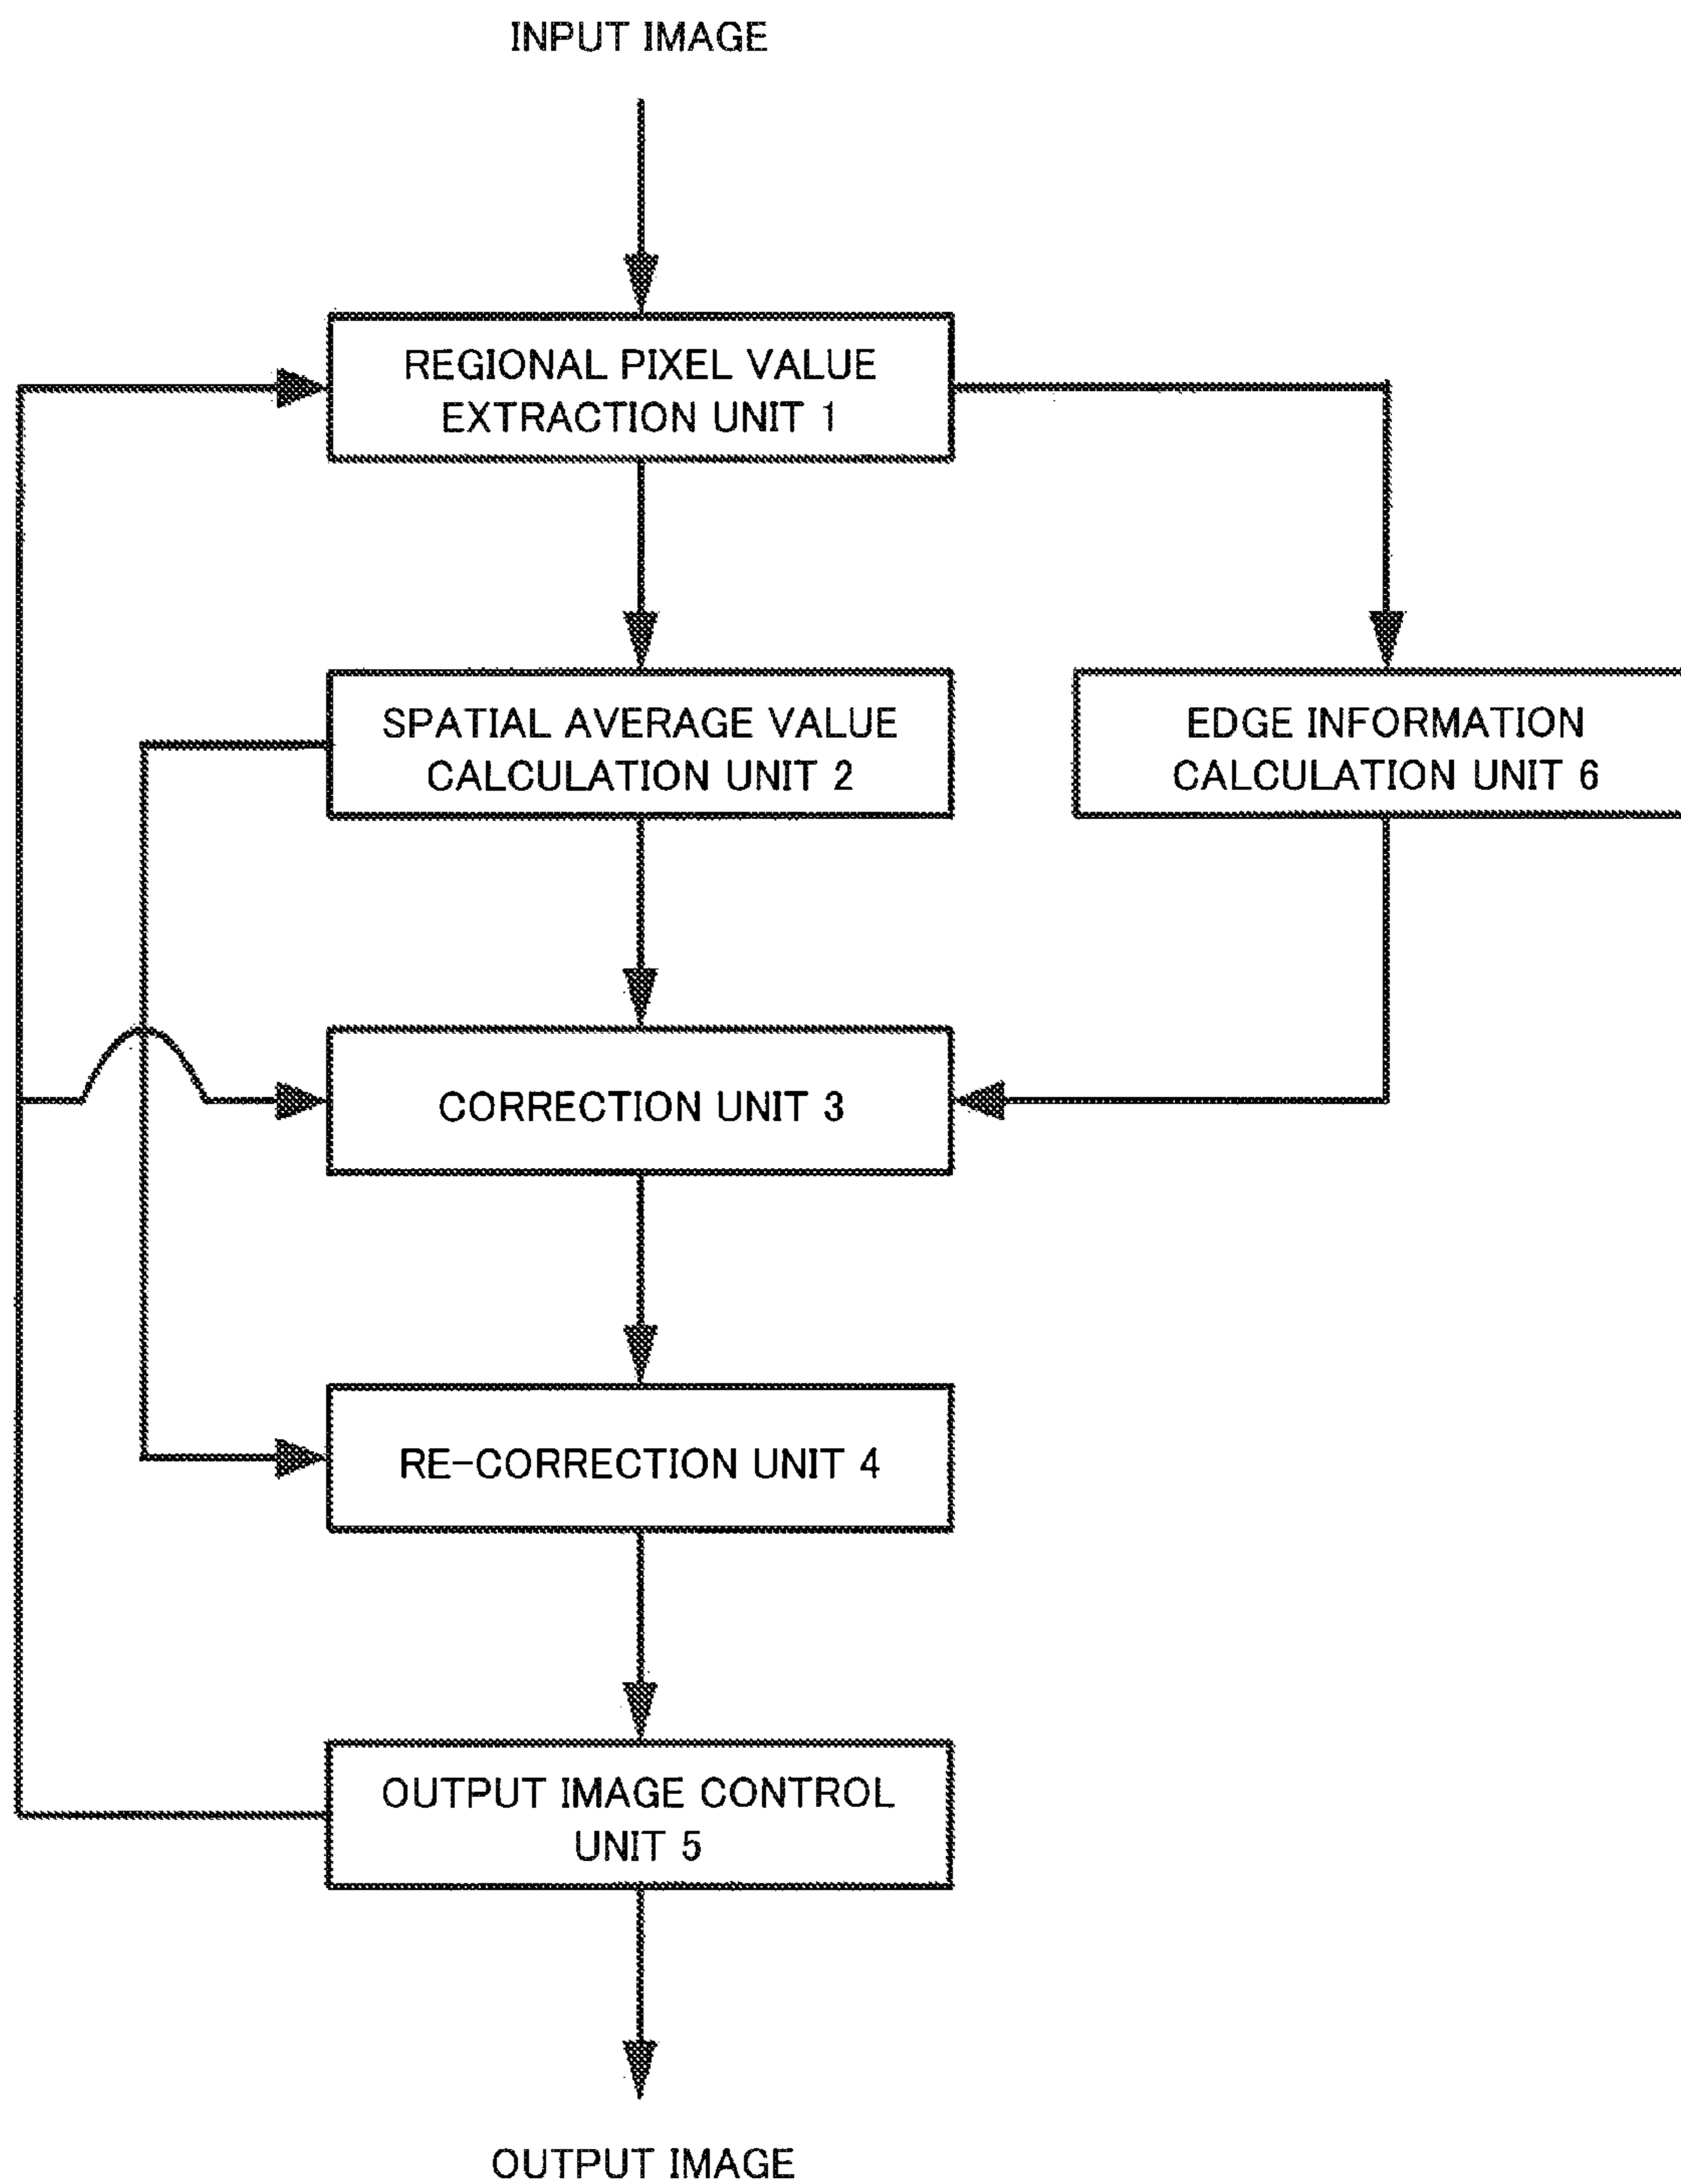 INPUT IMAGE
REGIONAL PIXEL VALUE
EXTRACTION UNIT 1
SPATIAL AVERAGE VALUE
CALCULATION UNIT 2
EDGE INFORMATION
CALCULATION UNIT 6
CORRECTION UNIT 3
RE-CORRECTION UNIT 4
OUTPUT IMAGE CONTROL
UNIT 5
OUTPUT IMAGE